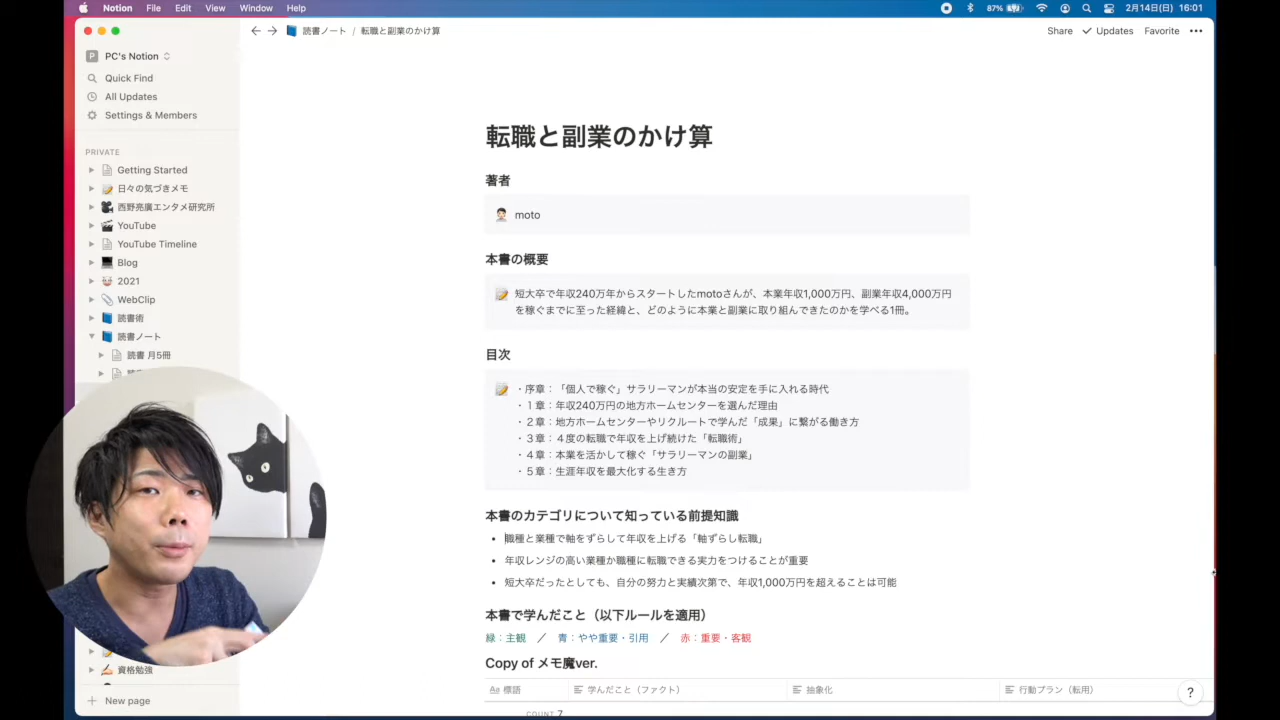 Notion File Edit View Window Help 87% 2月14日(日) 16:01
読書ノート / 転職と副業のかけ算 Share Updates Favorite
P PC's Notion
Quick Find
All Updates
Settings & Members
PRIVATE
Getting Started
日々の気づきメモ
西野亮廣エンタメ研究所
YouTube
YouTube Timeline
Blog
2021
WebClip
読書術
読書ノート
読書 月5冊
資格勉強
New page
転職と副業のかけ算
著者
moto
本書の概要
短大卒で年収240万年からスタートしたmotoさんが、本業年収1,000万円、副業年収4,000万円
を稼ぐまでに至った経緯と、どのように本業と副業に取り組んできたのかを学べる1冊。
目次
・序章：「個人で稼ぐ」サラリーマンが本当の安定を手に入れる時代
・１章：年収240万円の地方ホームセンターを選んだ理由
・２章：地方ホームセンターやリクルートで学んだ「成果」に繋がる働き方
・３章：４度の転職で年収を上げ続けた「転職術」
・４章：本業を活かして稼ぐ「サラリーマンの副業」
・５章：生涯年収を最大化する生き方
本書のカテゴリについて知っている前提知識
• 職種と業種で軸をずらして年収を上げる「軸ずらし転職」
• 年収レンジの高い業種か職種に転職できる実力をつけることが重要
• 短大卒だったとしても、自分の努力と実績次第で、年収1,000万円を超えることは可能
本書で学んだこと（以下ルールを適用）
緑：主観 ／ 青：やや重要・引用 ／ 赤：重要・客観
Copy of メモ魔ver.
Aa 標語 学んだこと（ファクト） 抽象化 行動プラン（転用）
COUNT 7
?